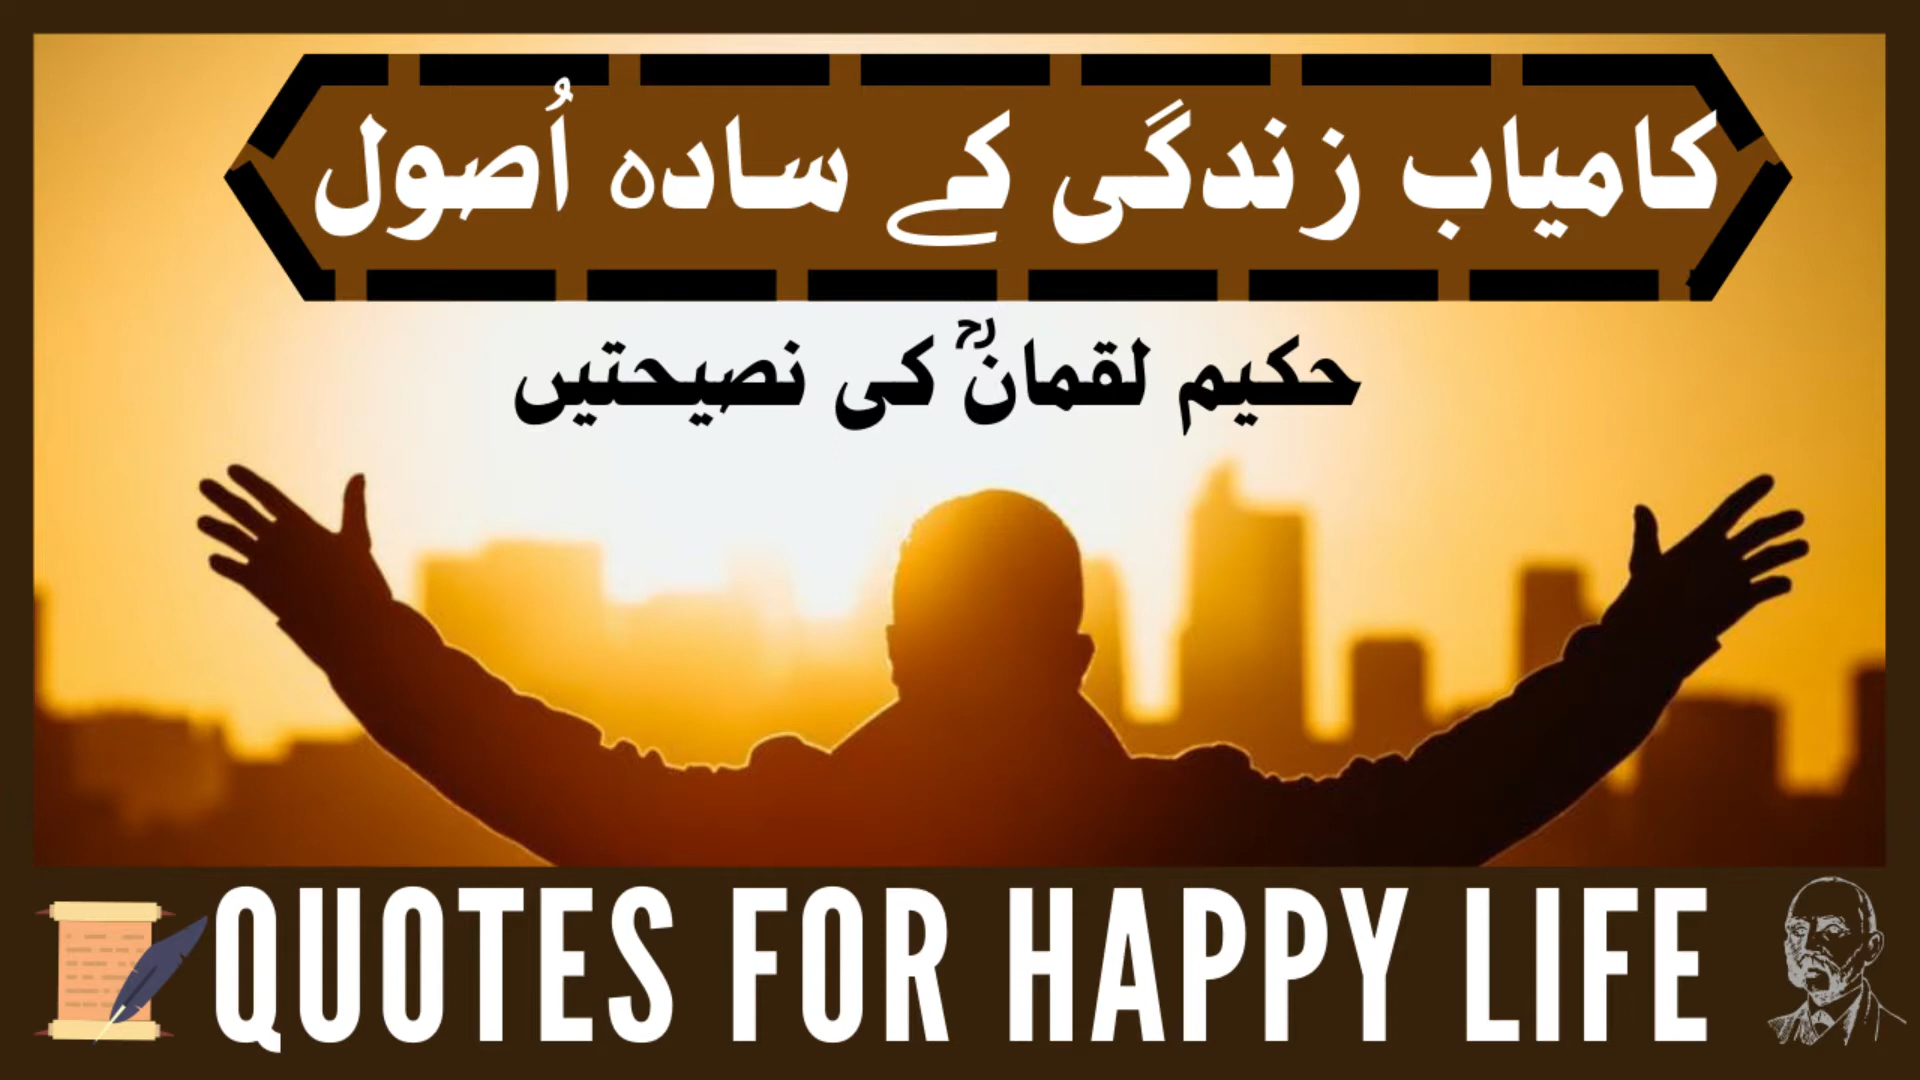 کامیاب زندگی کے سادہ اُصول
حکیم لقمانؒ کی نصیحتیں
QUOTES FOR HAPPY LIFE